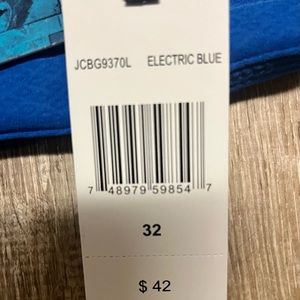 JCBG9370L ELECTRIC BLUE
7 48979 59854 7
32
$ 42